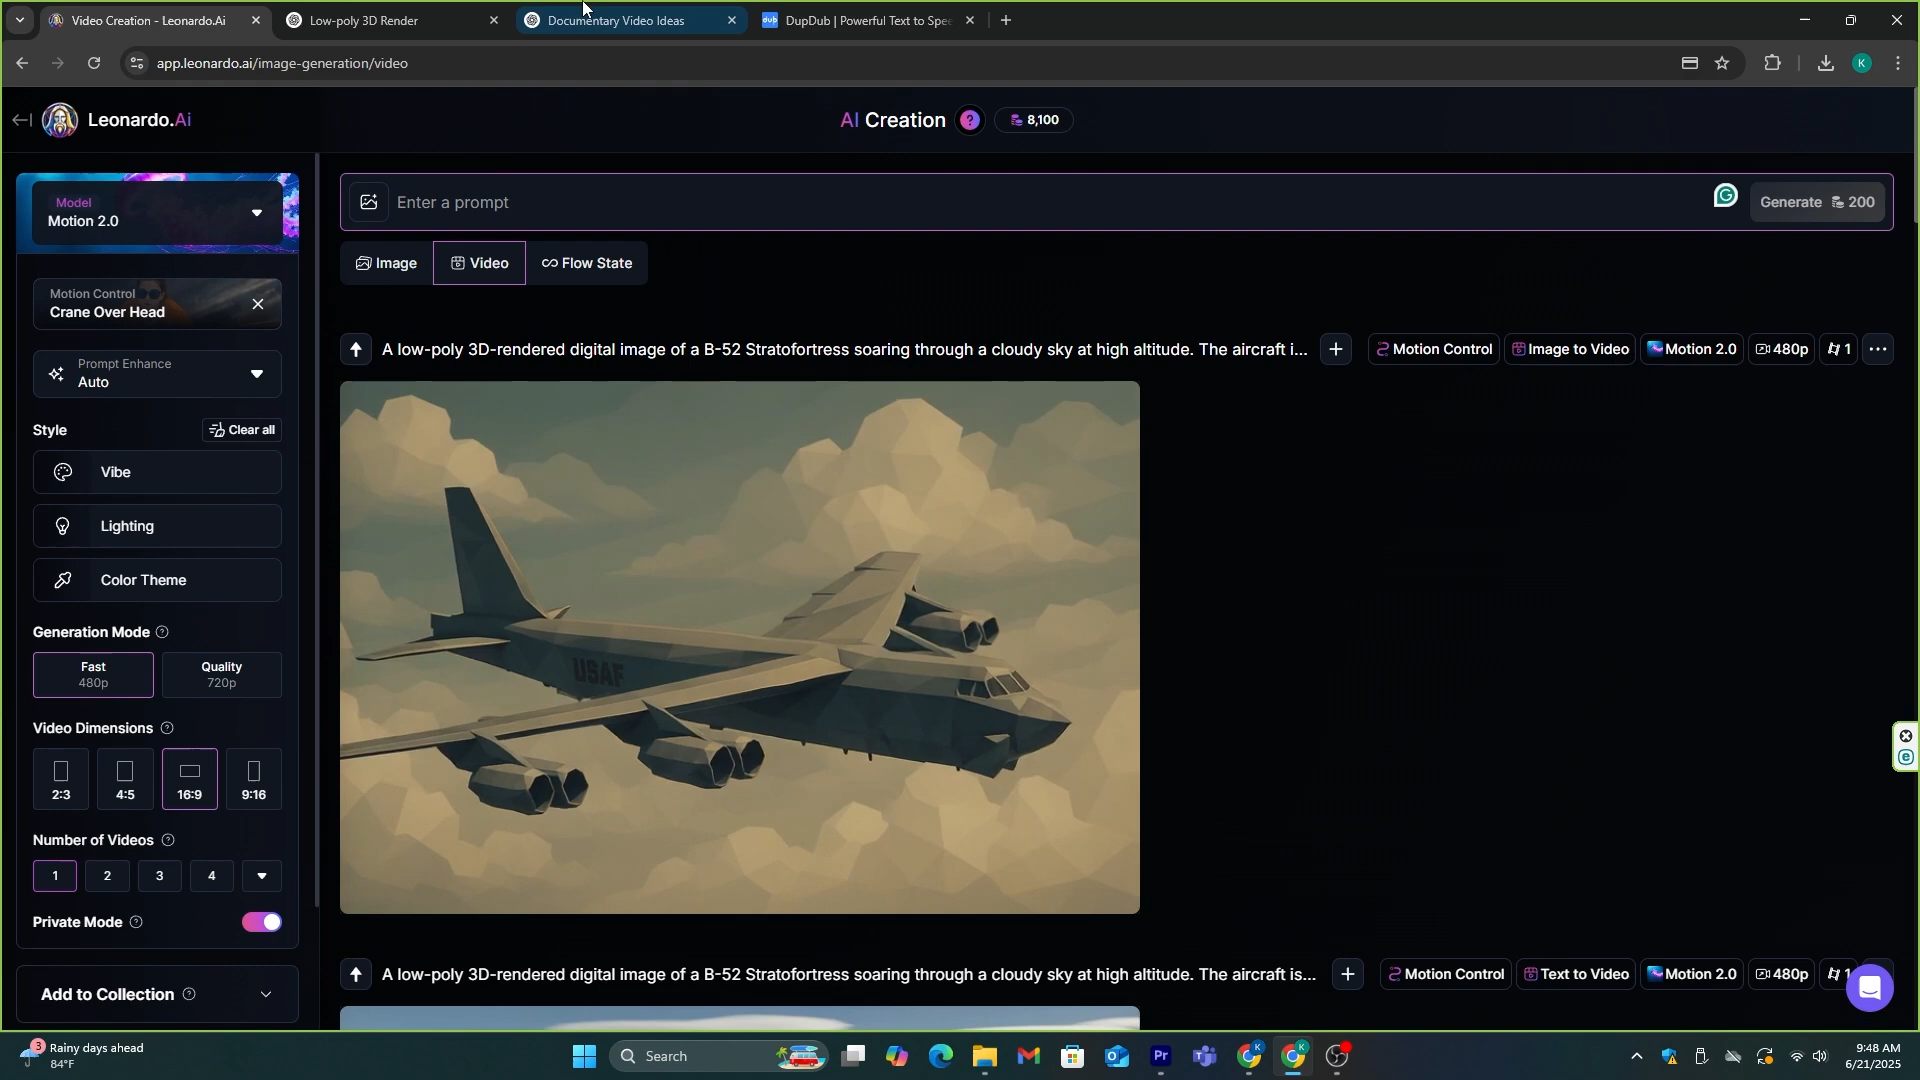 Video Creation - Leonardo.Ai
Low-poly 3D Render
Documentary Video Ideas
dub DupDub | Powerful Text to Spee
app.leonardo.ai/image-generation/video
K
Leonardo.Ai
AI Creation ? 8,100
Model
Motion 2.0
Enter a prompt
Generate 200
Image Video Flow State
Motion Control
Crane Over Head
A low-poly 3D-rendered digital image of a B-52 Stratofortress soaring through a cloudy sky at high altitude. The aircraft i... Motion Control Image to Video Motion 2.0 480p 1
Prompt Enhance
Auto
Style Clear all
Vibe
Lighting
Color Theme
Generation Mode
Fast
480p
Quality
720p
USAF
Video Dimensions
2:3 4:5 16:9 9:16
Number of Videos
1 2 3 4
Private Mode
A low-poly 3D-rendered digital image of a B-52 Stratofortress soaring through a cloudy sky at high altitude. The aircraft is... Motion Control Text to Video Motion 2.0 480p 1
Add to Collection
3
Rainy days ahead
84°F
Search
Pr
K
K
9:48 AM
6/21/2025